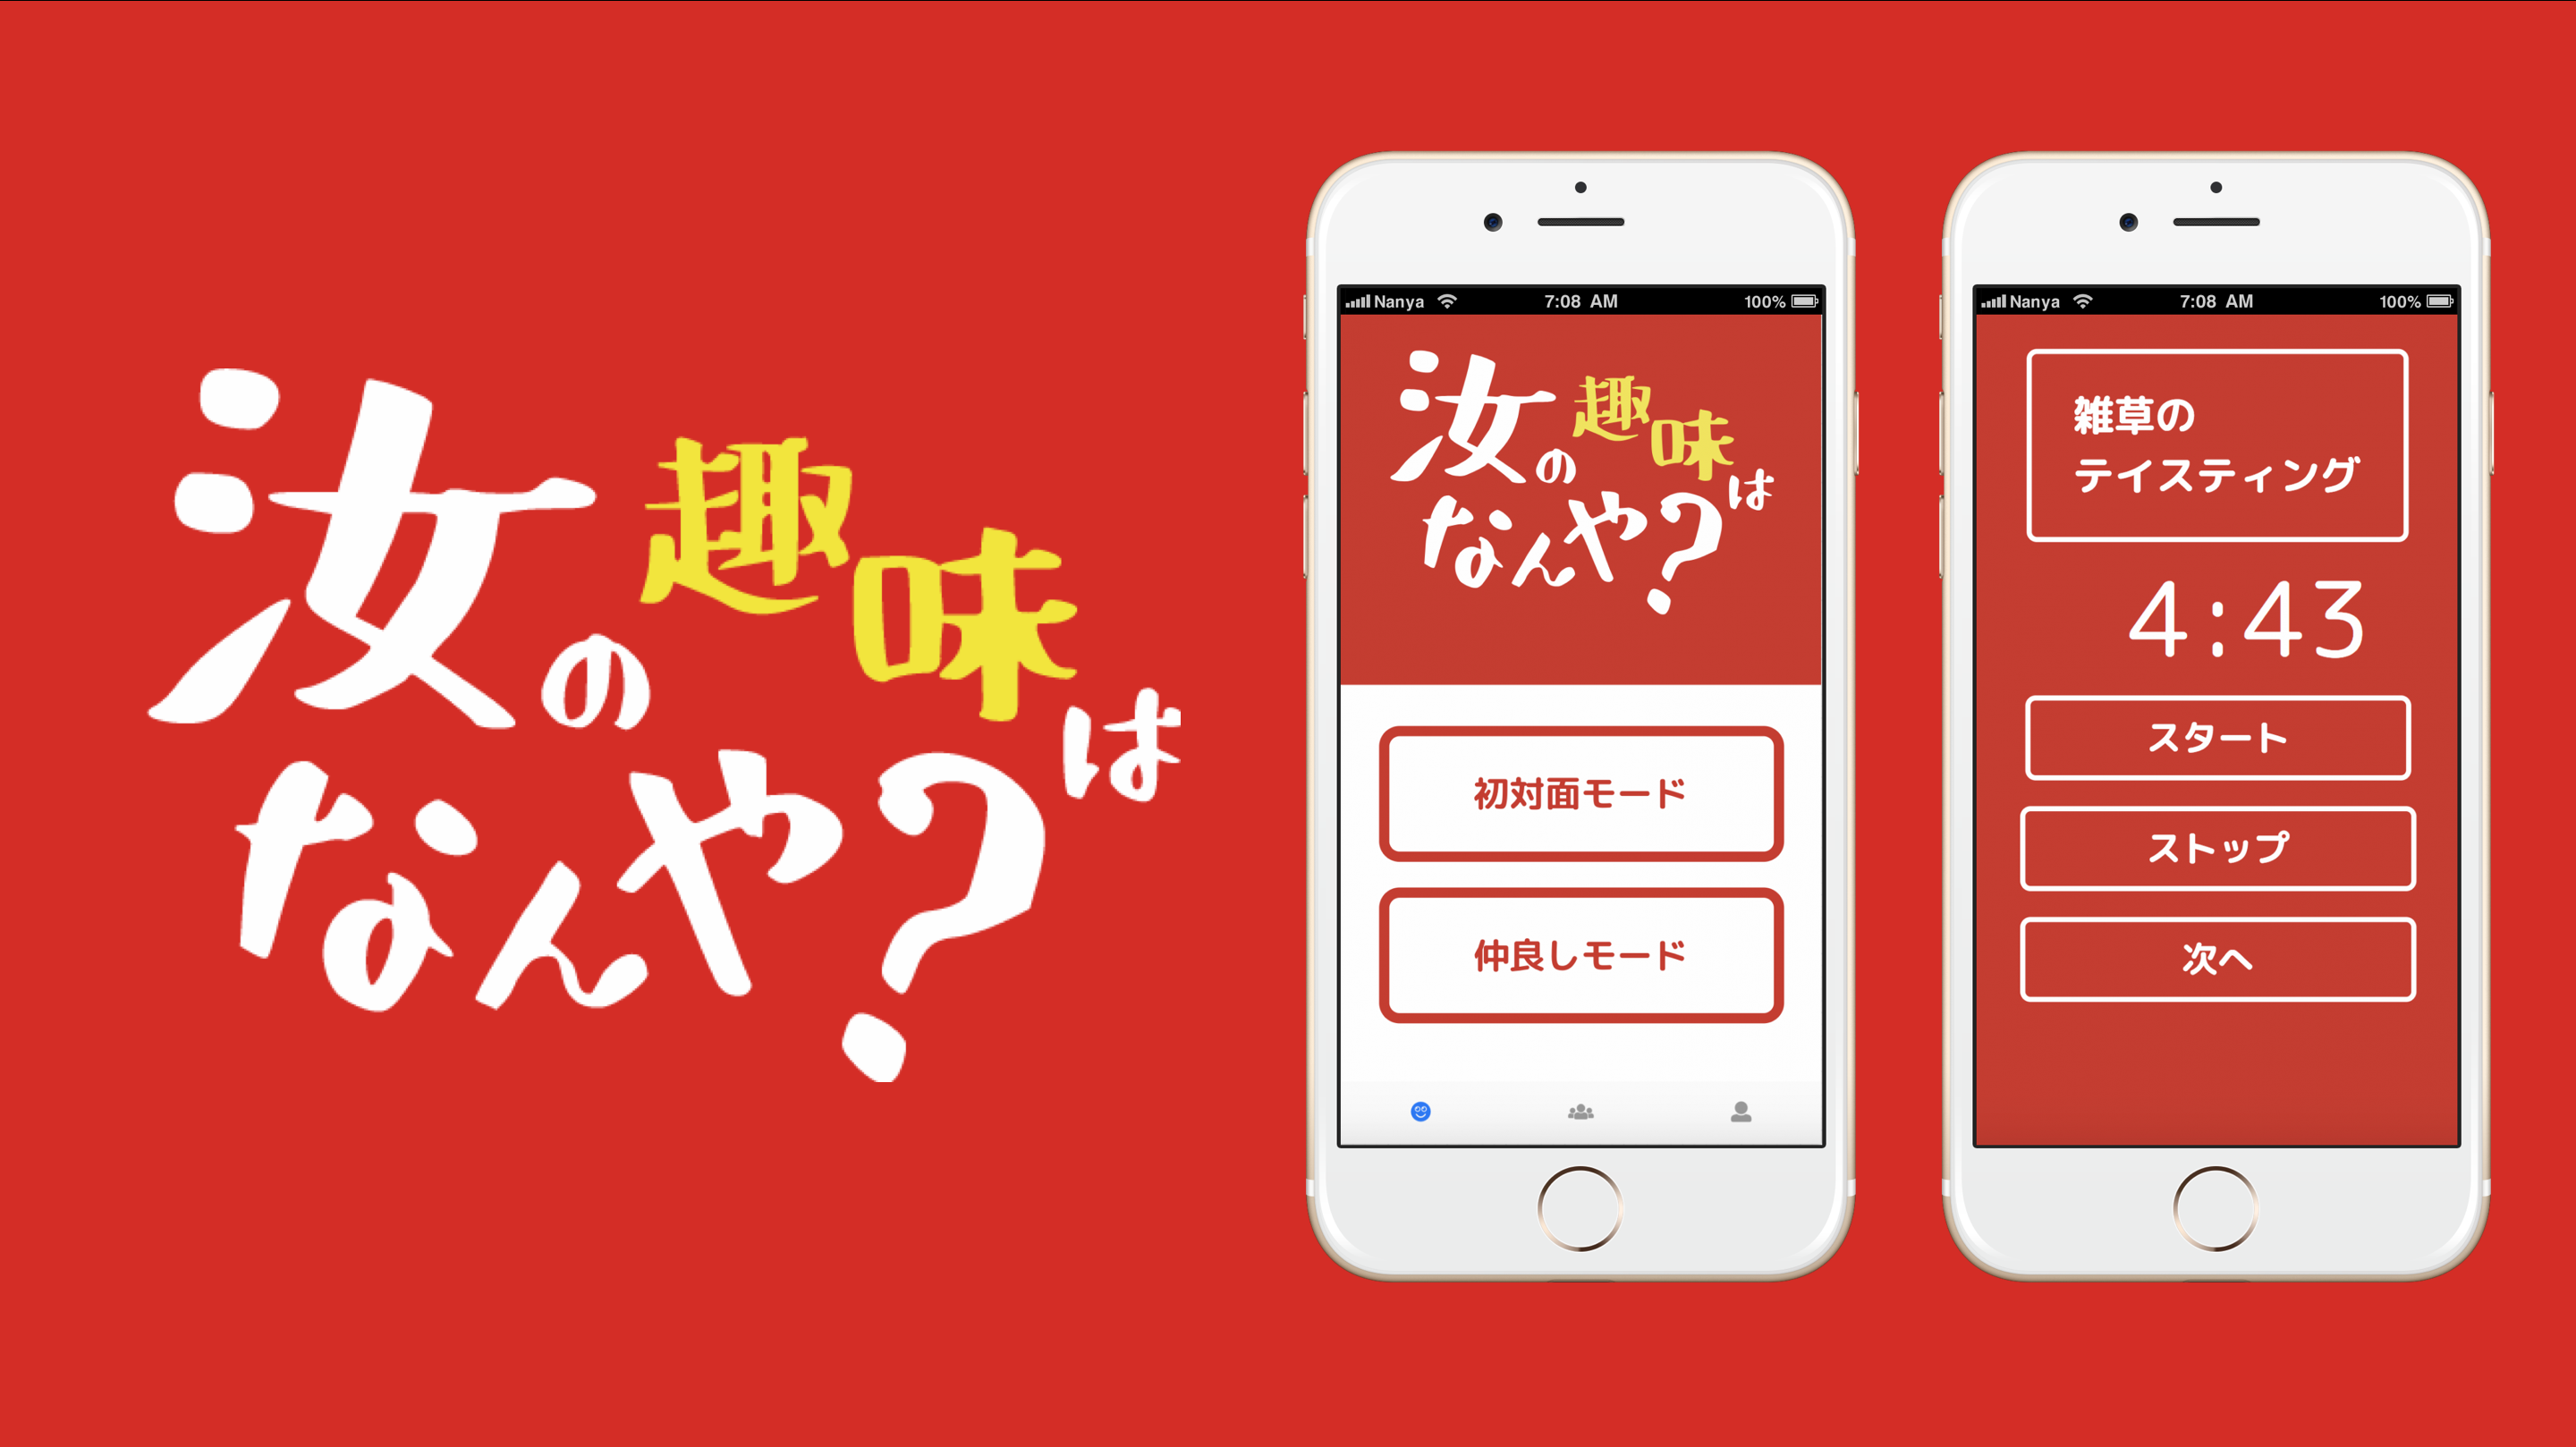 汝の趣味は
なんや?
Nanya 7:08 AM 100%
汝の趣味は
なんや?
初対面モード
仲良しモード
Nanya 7:08 AM 100%
雑草の
テイスティング
4:43
スタート
ストップ
次へ